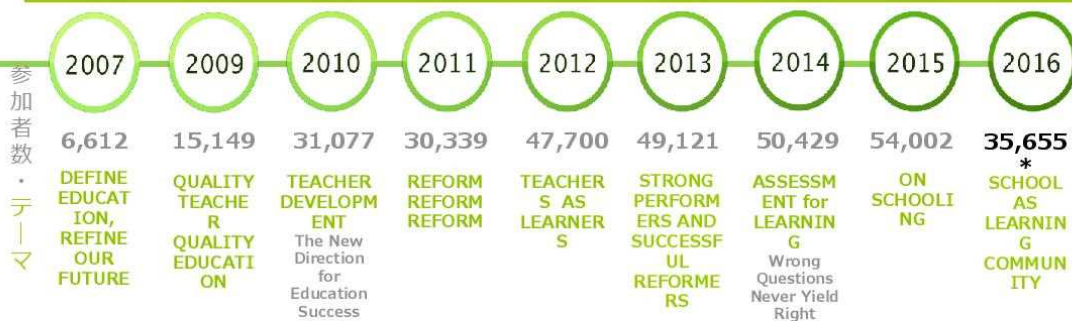 2007
2009
2010
2011
2012
2013
2014
2015
2016
参加者数・テーマ
6,612
15,149
31,077
30,339
47,700
49,121
50,429
54,002
35,655
*
DEFINE
EDUCAT
ION,
REFINE
OUR
FUTURE
QUALITY
TEACHE
R
QUALITY
EDUCATI
ON
TEACHER
DEVELOPM
ENT
The New
Direction
for
Education
Success
REFORM
REFORM
REFORM
TEACHER
S AS
LEARNER
S
STRONG
PERFORM
ERS AND
SUCCESSF
UL
REFORME
RS
ASSESSM
ENT for
LEARNIN
G
Wrong
Questions
Never Yield
Right
ON
SCHOOLI
NG
SCHOOL
AS
LEARNIN
G
COMMUN
ITY